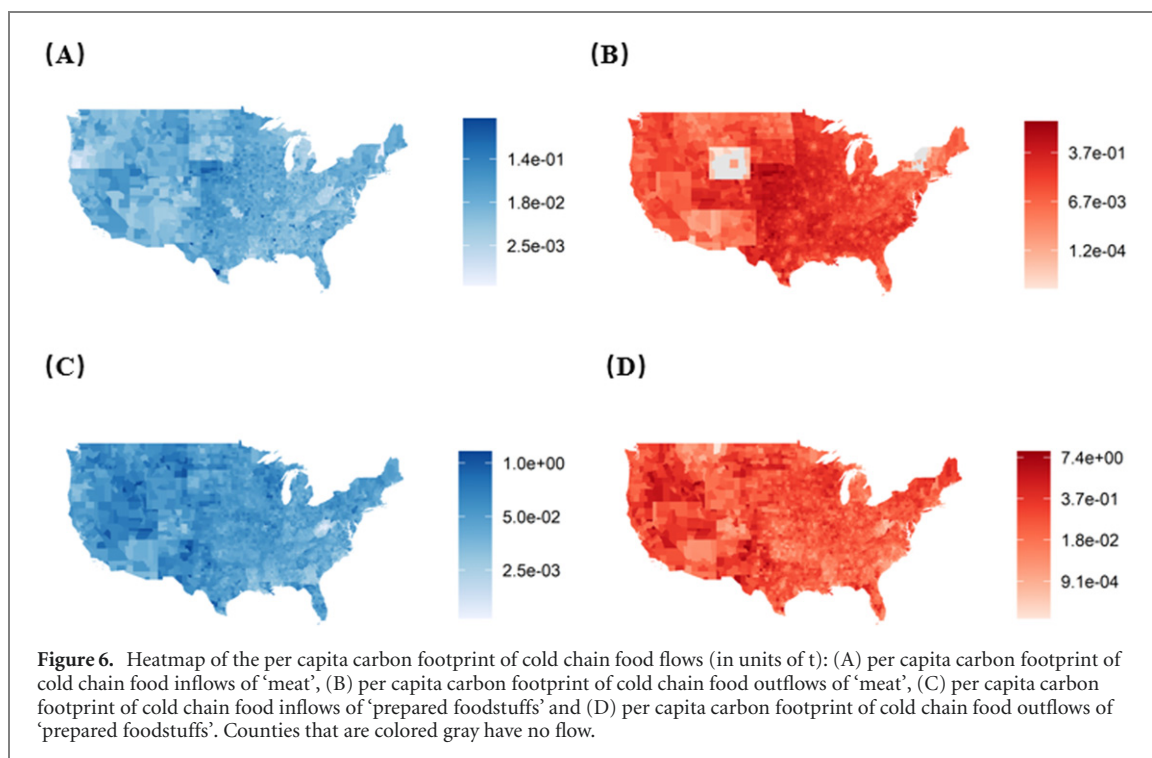 (A)
(B)
1.4e-01
1.8e-02
2.5e-03
3.7e-01
6.7e-03
1.2e-04
(C)
(D)
1.0e+00
5.0e-02
2.5e-03
7.4e+00
3.7e-01
1.8e-02
9.1e-04
Figure 6. Heatmap of the per capita carbon footprint of cold chain food flows (in units of t): (A) per capita carbon footprint of
cold chain food inflows of ‘meat’, (B) per capita carbon footprint of cold chain food outflows of ‘meat’, (C) per capita carbon
footprint of cold chain food inflows of ‘prepared foodstuffs’ and (D) per capita carbon footprint of cold chain food outflows of
‘prepared foodstuffs’. Counties that are colored gray have no flow.